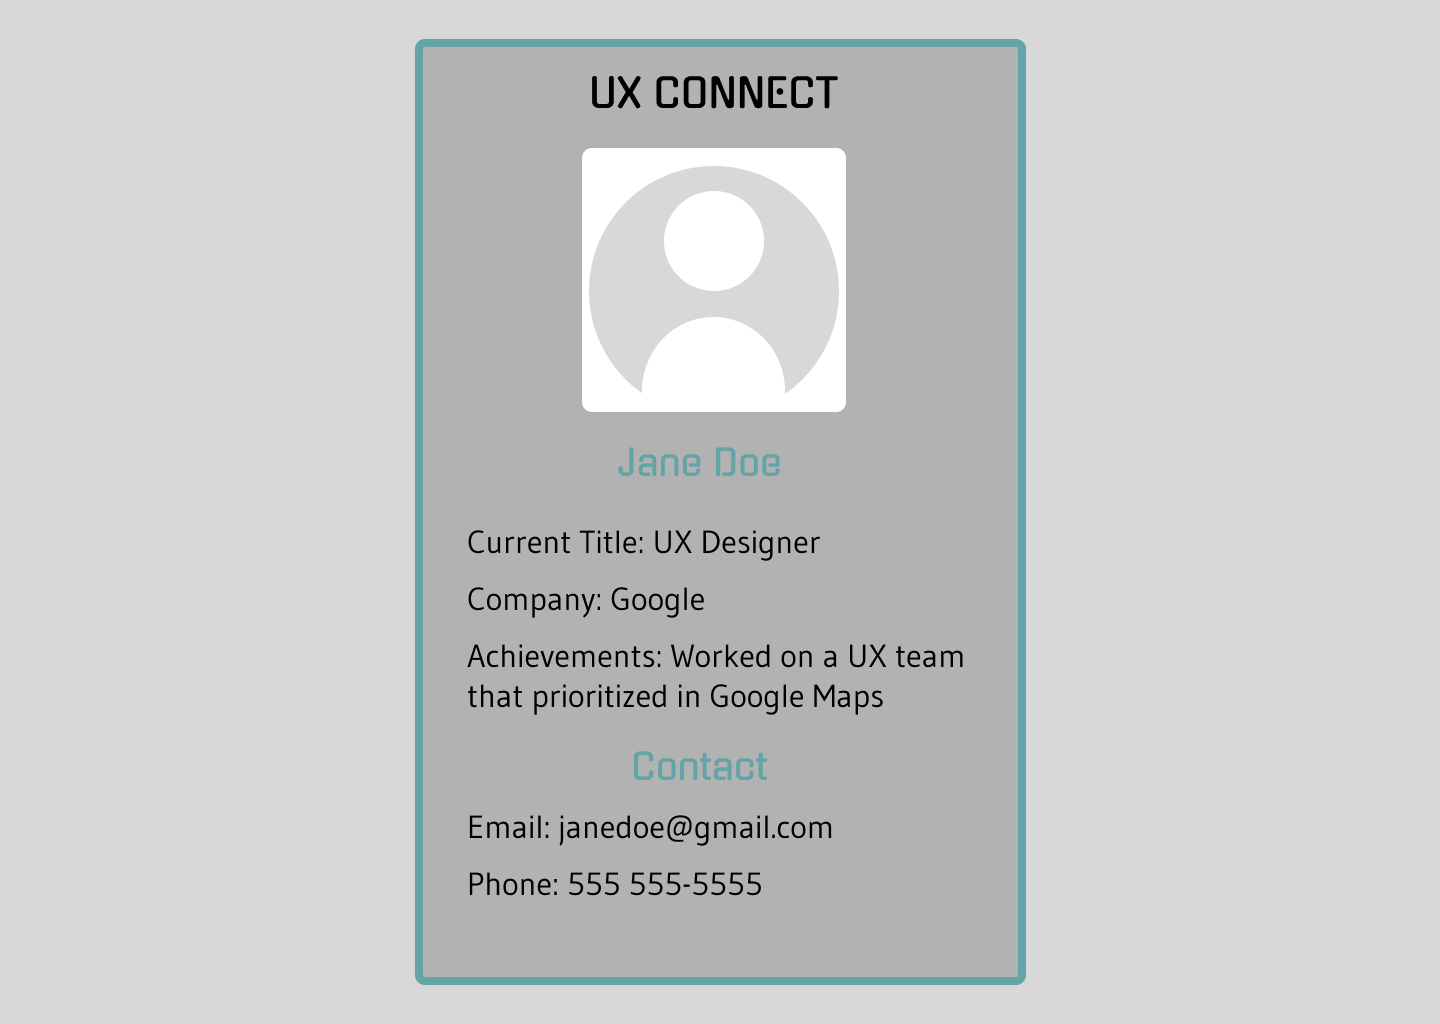 UX CONNECT
Jane Doe
Current Title: UX Designer
Company: Google
Achievements: Worked on a UX team
that prioritized in Google Maps
Contact
Email: janedoe@gmail.com
Phone: 555 555-5555